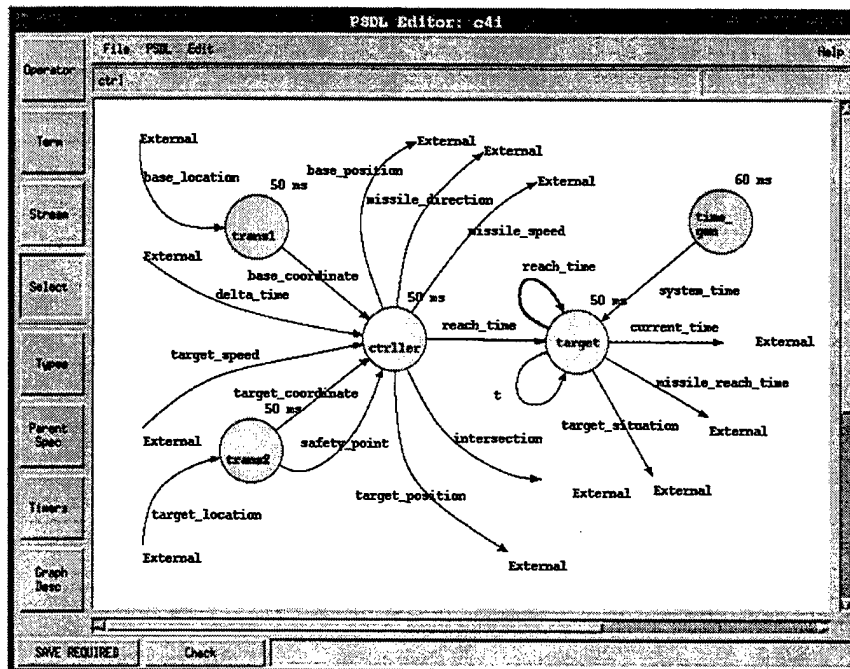 PSDL Editor: c4i
File PSDL Edit Help
ctrl
Operator
Term
Stream
Select
Types
Parent
Spec
Timers
Graph
Desc
External
base_location
50 ms
trans1
External
delta_time
base_coordinate
base_position
External
missile_direction
External
External
missile_speed
60 ms
time_
gen
system_time
reach_time
50 ms
ctrller
reach_time
50 ms
target
current_time
External
target_speed
External
target_coordinate
50 ms
trans2
safety_point
target_location
External
t
missile_reach_time
External
target_situation
External
intersection
External
target_position
External
SAVE REQUIRED
Check